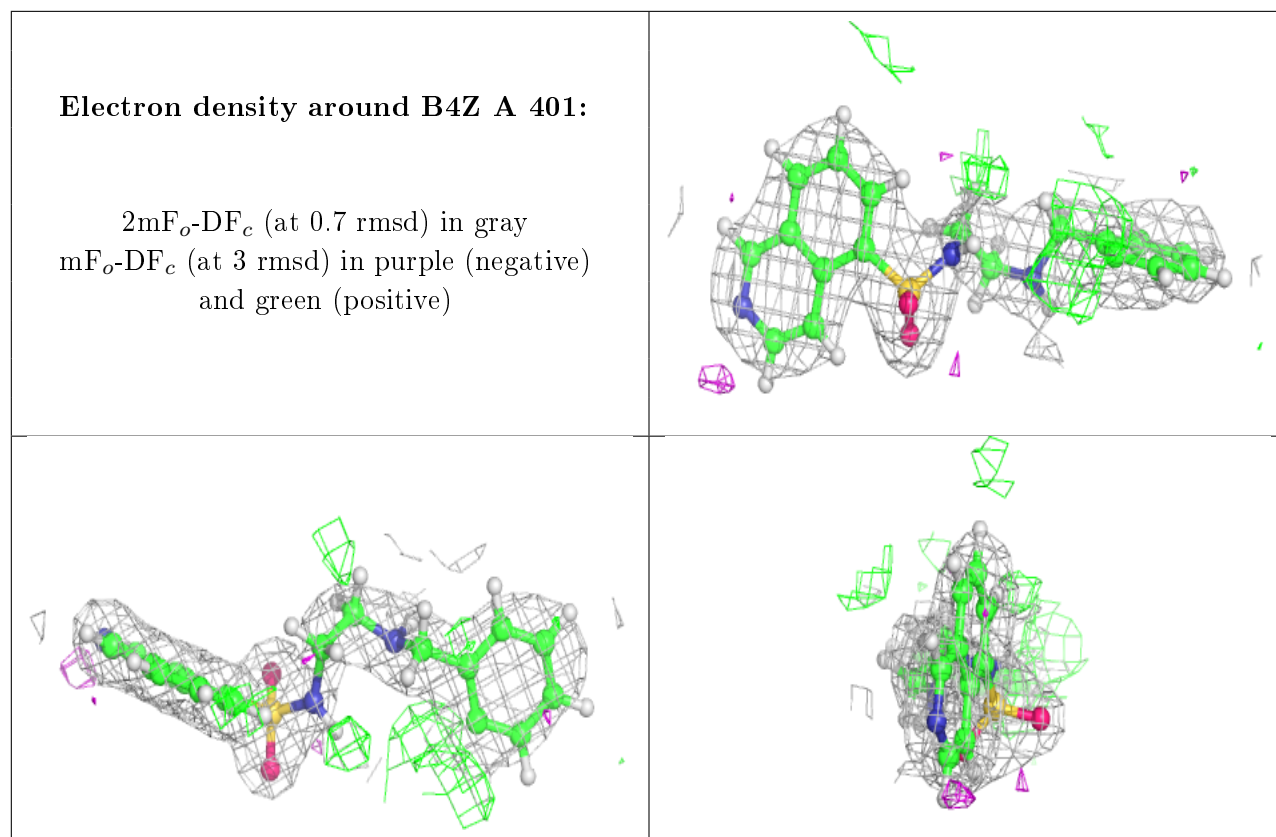 Electron density around B4Z A 401:
2mFₒ-DF𝒸 (at 0.7 rmsd) in gray
mFₒ-DF𝒸 (at 3 rmsd) in purple (negative)
and green (positive)